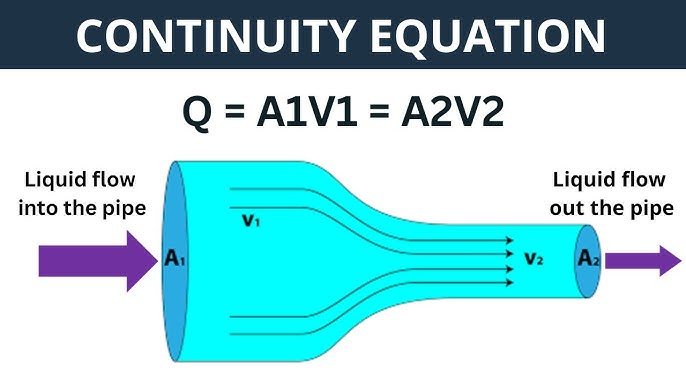 CONTINUITY EQUATION
Q = A1V1 = A2V2
Liquid flow
into the pipe
Liquid flow
out the pipe
v₁
A₁
v₂
A₂